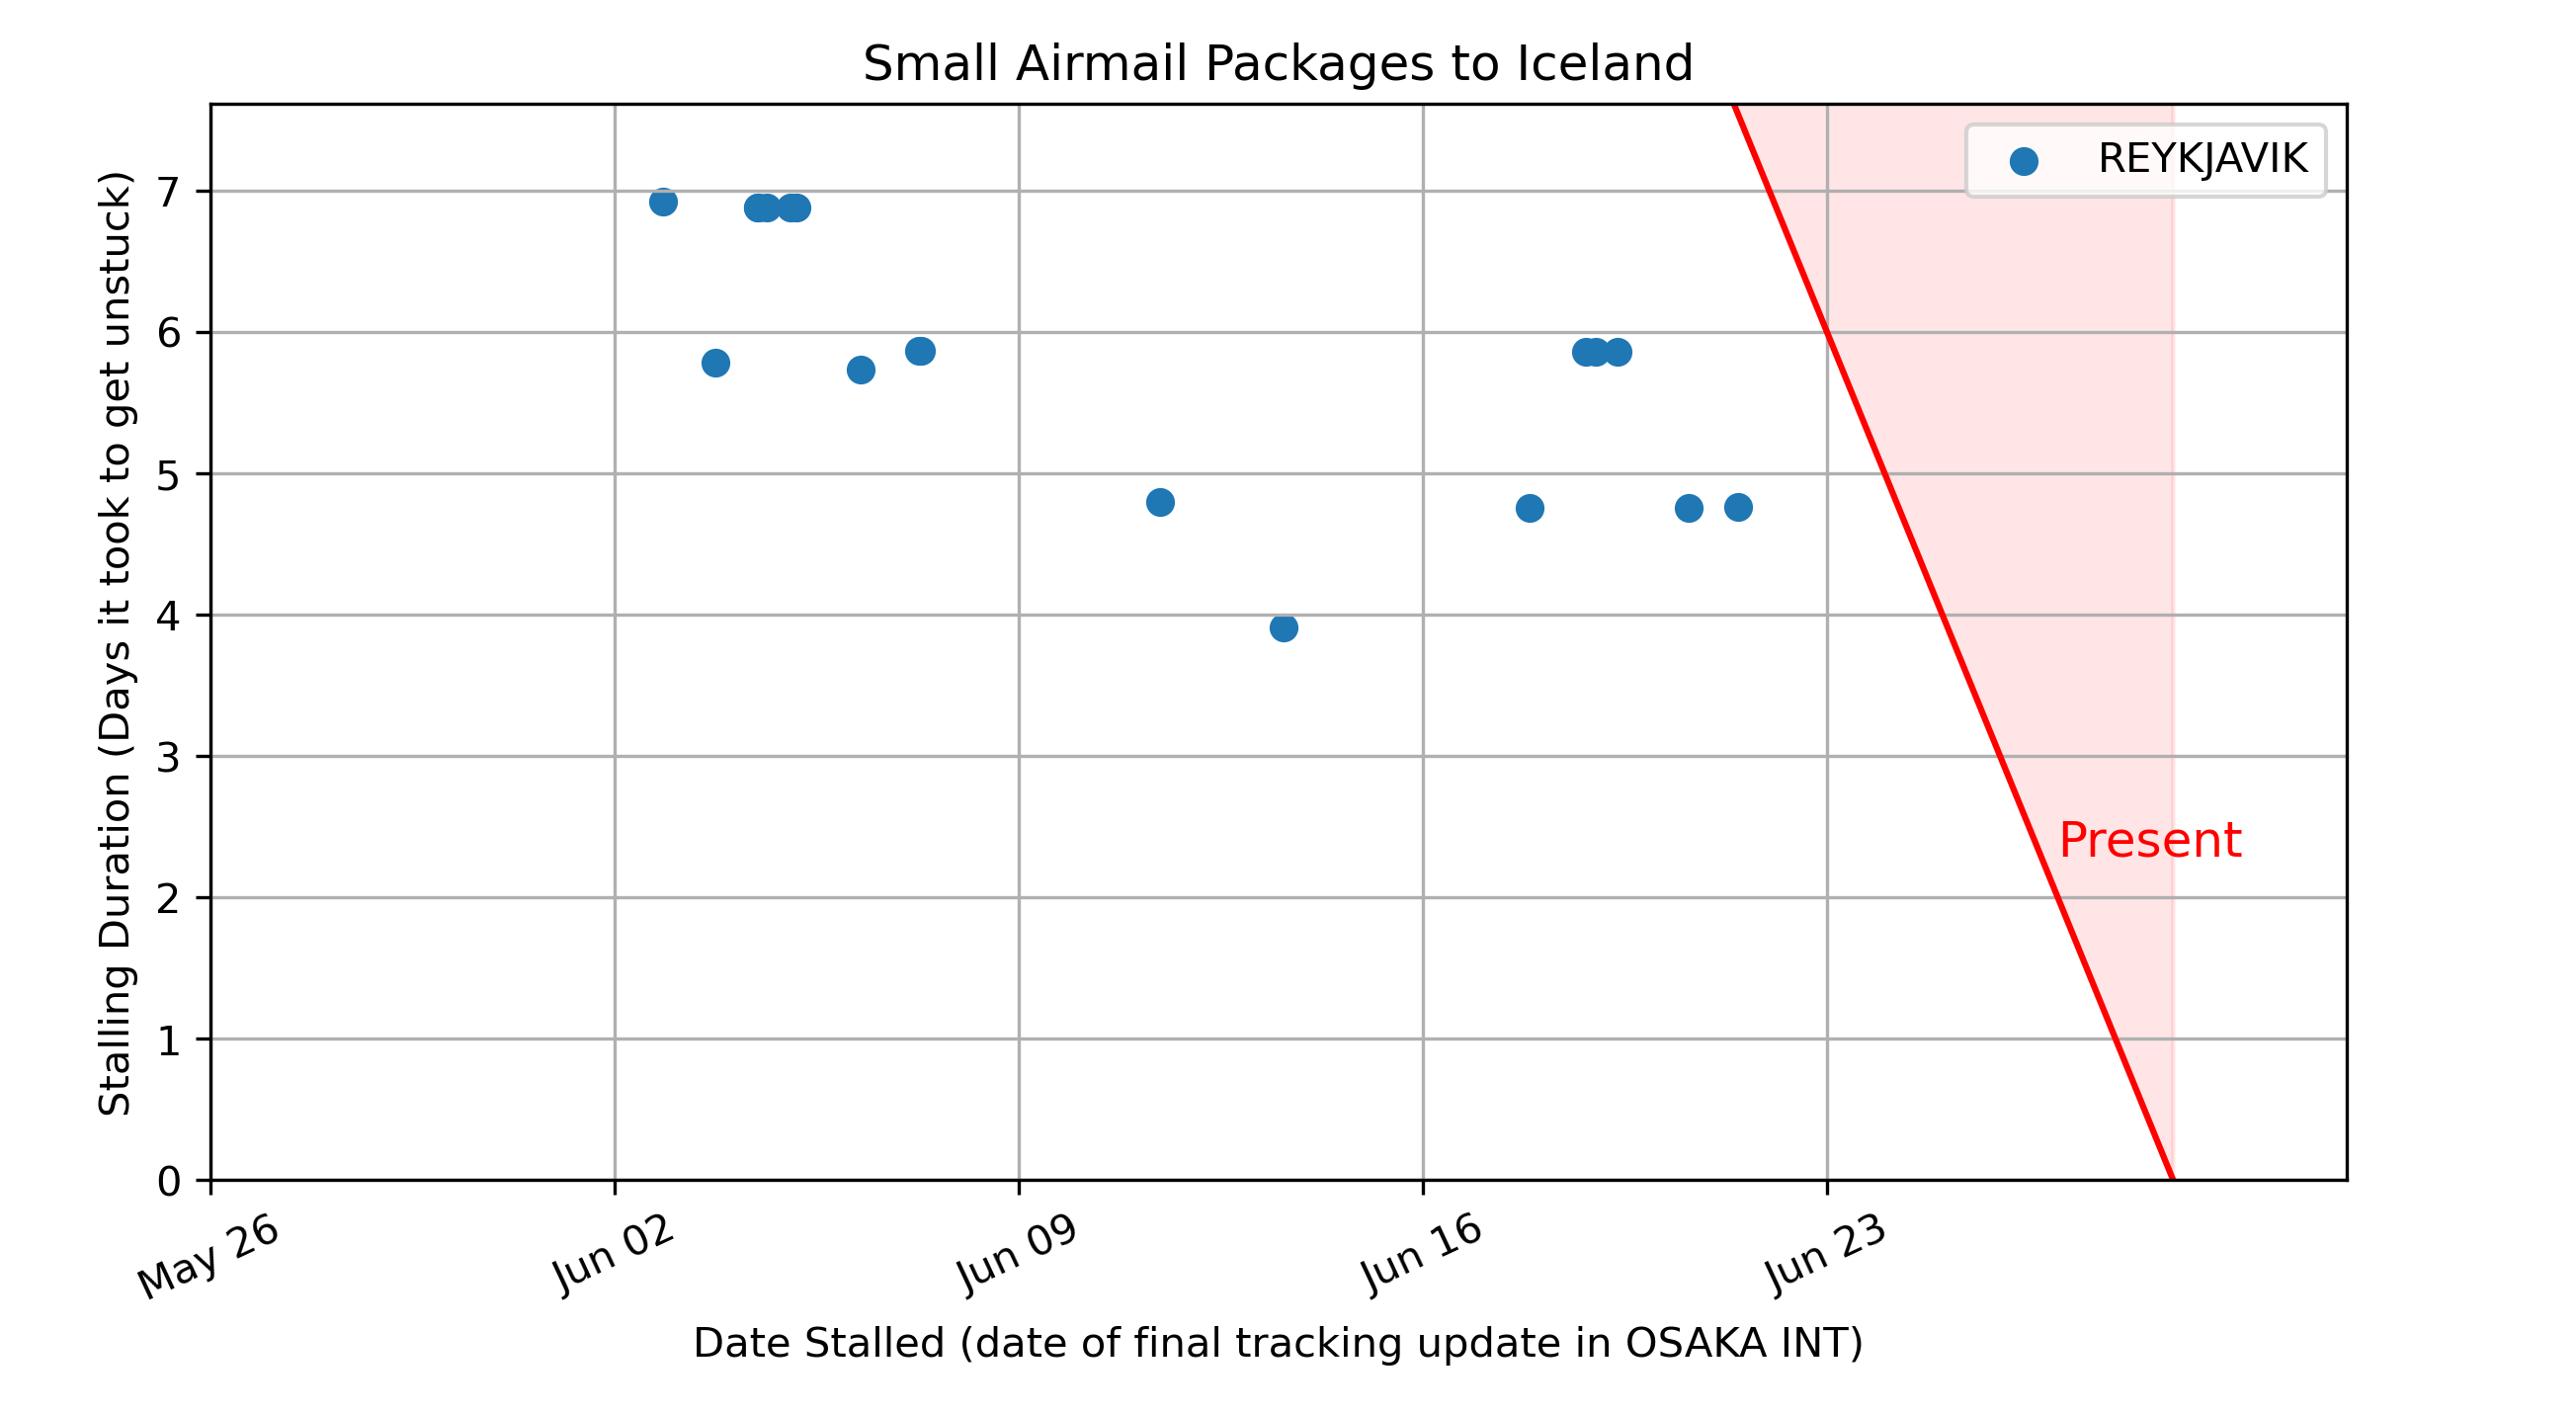 Small Airmail Packages to Iceland
REYKJAVIK
Stalling Duration (Days it took to get unstuck)
7
6
5
4
3
2
1
0
Present
May 26
Jun 02
Jun 09
Jun 16
Jun 23
Date Stalled (date of final tracking update in OSAKA INT)